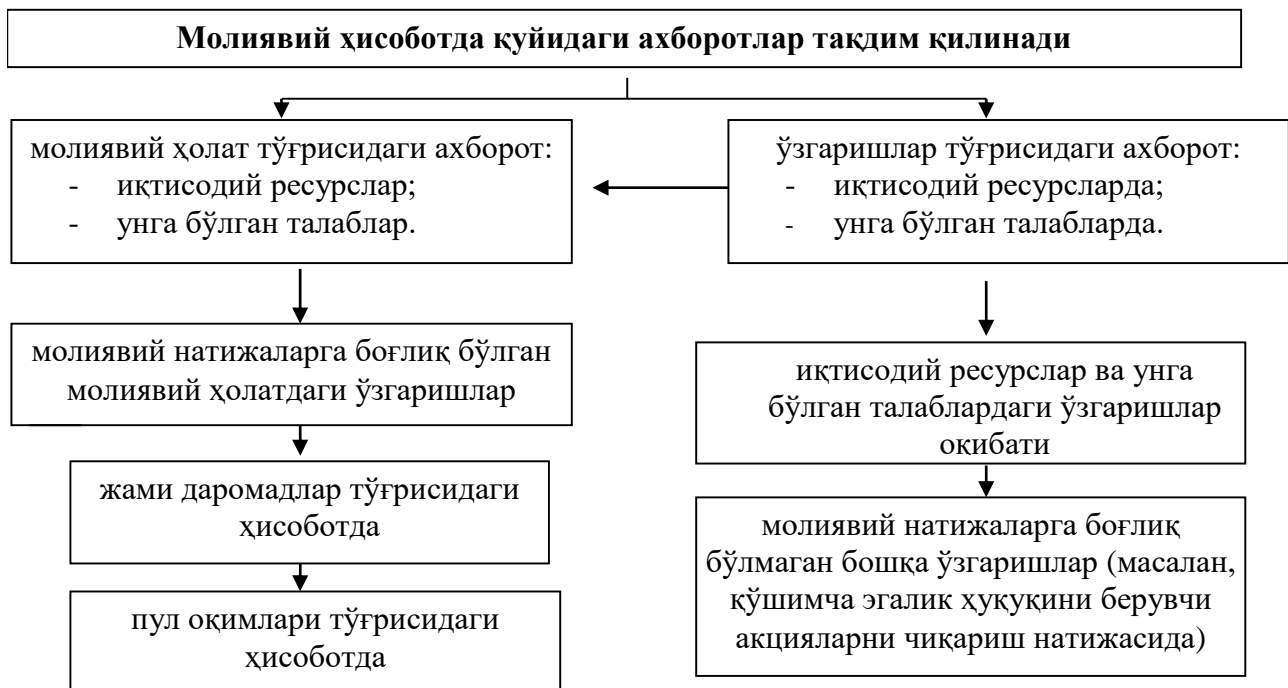 Молиявий ҳисоботда қуйидаги ахборотлар тақдим қилинади
молиявий ҳолат тўғрисидаги ахборот:
- иқтисодий ресурслар;
- унга бўлган талаблар.
ўзгаришлар тўғрисидаги ахборот:
- иқтисодий ресурсларда;
- унга бўлган талабларда.
молиявий натижаларга боғлиқ бўлган
молиявий ҳолатдаги ўзгаришлар
иқтисодий ресурслар ва унга
бўлган талаблардаги ўзгаришлар
оқибати
жами даромадлар тўғрисидаги
ҳисоботда
молиявий натижаларга боғлиқ
бўлмаган бошқа ўзгаришлар (масалан,
қўшимча эгалик ҳуқуқини берувчи
акцияларни чиқариш натижасида)
пул оқимлари тўғрисидаги
ҳисоботда